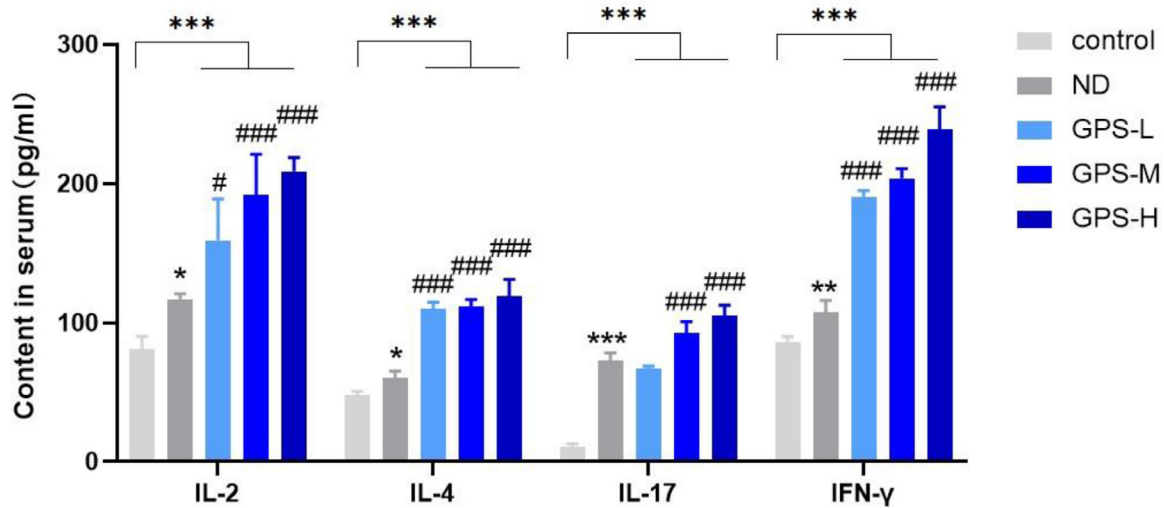 *** *** *** ***
300
200
100
0
Content in serum (pg/ml)
* # ### ###
* ### ### ###
*** ### ###
** ### ### ###
IL-2 IL-4 IL-17 IFN-γ
control
ND
GPS-L
GPS-M
GPS-H